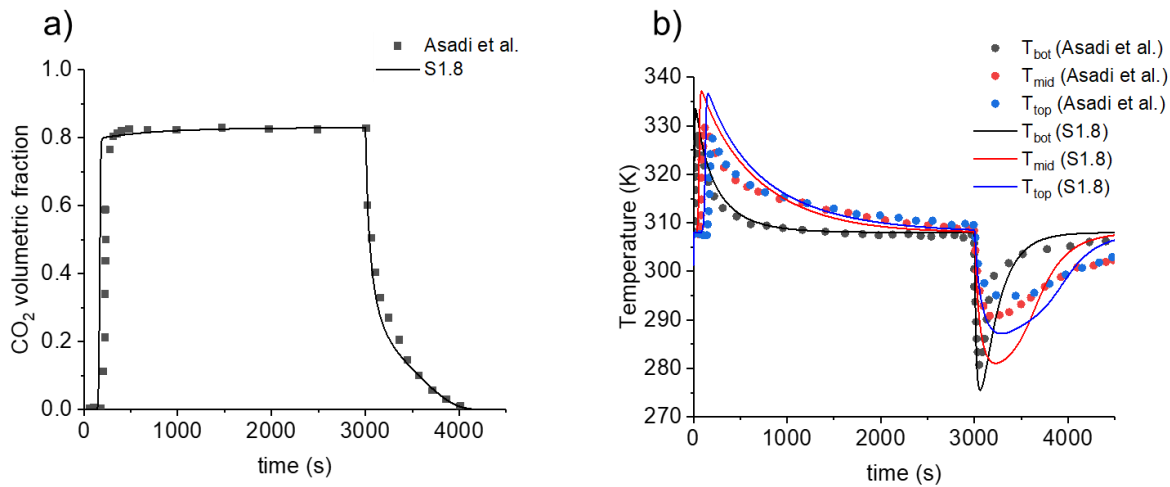 a)
Asadi et al.
S1.8
1.0
0.8
0.6
0.4
0.2
0.0
CO2 volumetric fraction
0 1000 2000 3000 4000
time (s)
b)
Tbot (Asadi et al.)
Tmid (Asadi et al.)
Ttop (Asadi et al.)
Tbot (S1.8)
Tmid (S1.8)
Ttop (S1.8)
340
330
320
310
300
290
280
270
Temperature (K)
0 1000 2000 3000 4000
time (s)